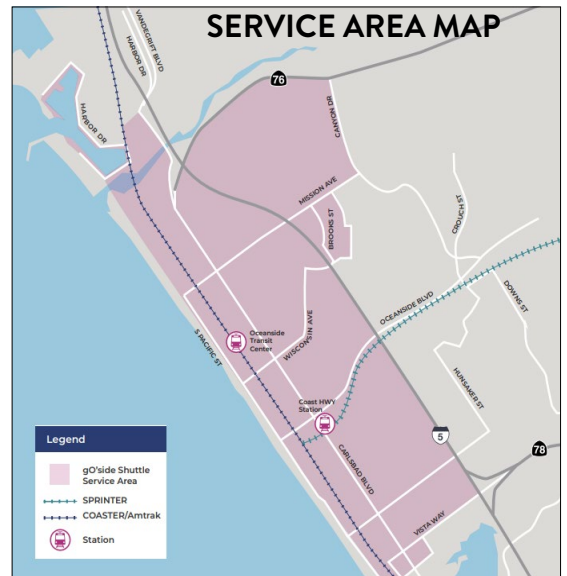 SERVICE AREA MAP
VANDEGRIFT BLVD
HARBOR DR
HARBOR DR
76
CANYON DR
MISSION AVE
BROOKS ST
CROUCH ST
OCEANSIDE BLVD
DOWNS ST
WISCONSIN AVE
Oceanside
Transit
Center
S PACIFIC ST
HUNSAKER ST
Coast HWY
Station
5
78
CARLSBAD BLVD
VISTA WAY
Legend
gO'side Shuttle
Service Area
SPRINTER
COASTER/Amtrak
Station